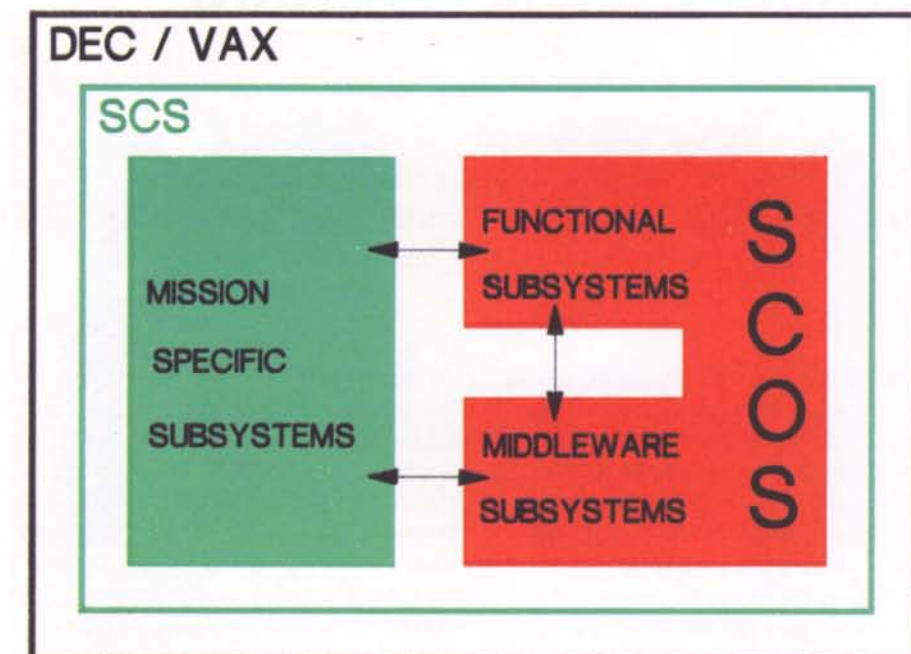 DEC / VAX
SCS
MISSION
SPECIFIC
SUBSYSTEMS
FUNCTIONAL
SUBSYSTEMS
MIDDLEWARE
SUBSYSTEMS
S
C
O
S